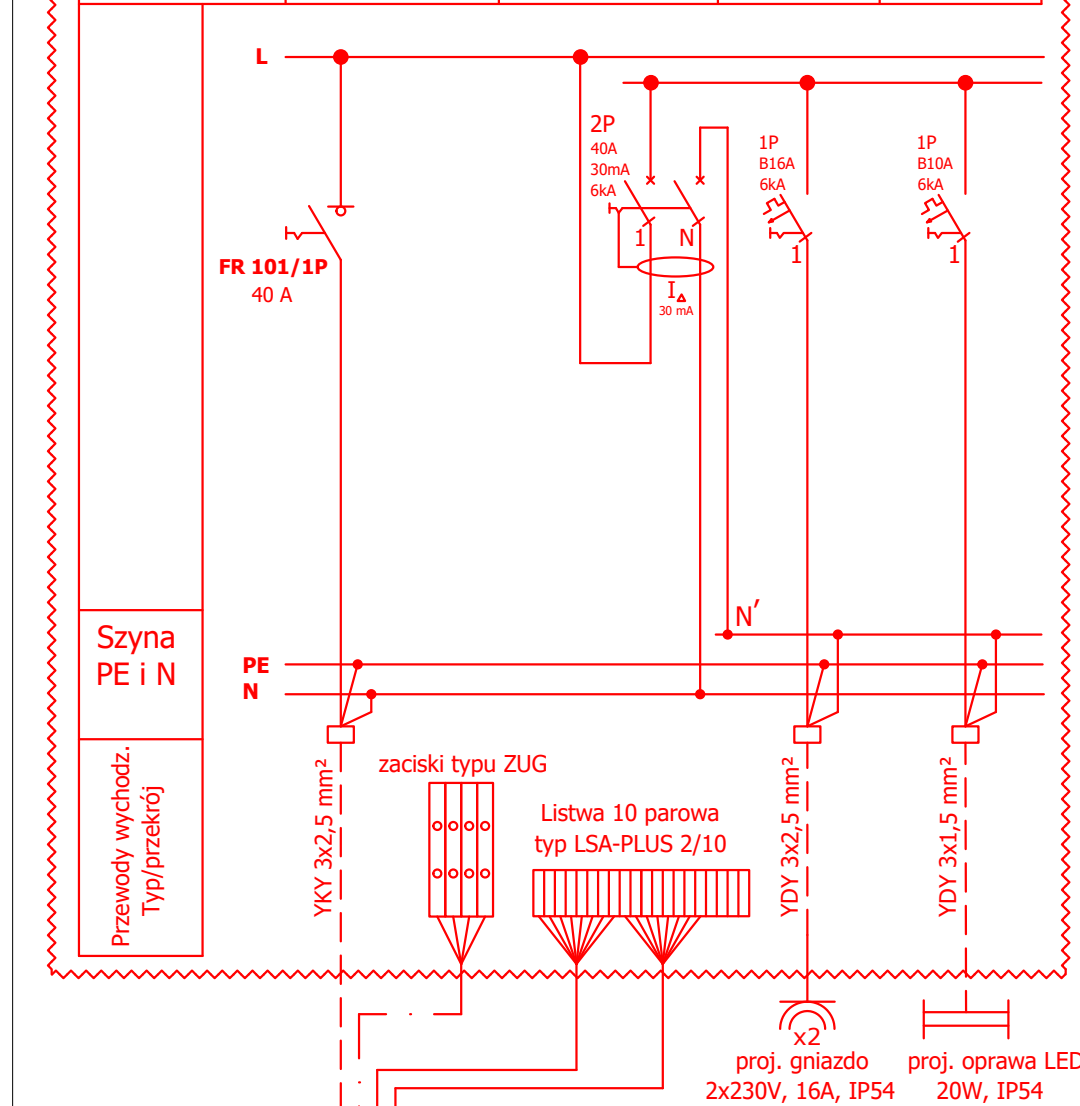 L
2P
40A
30mA
6kA
1P
B16A
6kA
1P
B10A
6kA
1
N
1
1
FR 101/1P
40 A
I△
30 mA
N′
Szyna
PE i N
PE
N
Przewody wychodz.
Typ/przekrój
YKY 3x2,5 mm²
zaciski typu ZUG
Listwa 10 parowa
typ LSA-PLUS 2/10
YDY 3x2,5 mm²
YDY 3x1,5 mm²
x2
proj. gniazdo
2x230V, 16A, IP54
proj. oprawa LED
20W, IP54